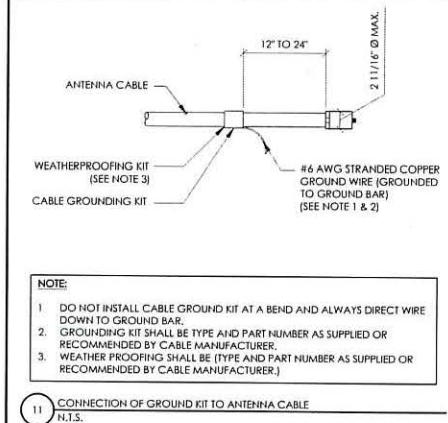 12" TO 24"
2 11/16" Ø MAX.
ANTENNA CABLE
WEATHERPROOFING KIT
(SEE NOTE 3)
CABLE GROUNDING KIT
#6 AWG STRANDED COPPER
GROUND WIRE (GROUNDED
TO GROUND BAR)
(SEE NOTE 1 & 2)
NOTE:
1 DO NOT INSTALL CABLE GROUND KIT AT A BEND AND ALWAYS DIRECT WIRE
DOWN TO GROUND BAR.
2. GROUNDING KIT SHALL BE TYPE AND PART NUMBER AS SUPPLIED OR
RECOMMENDED BY CABLE MANUFACTURER.
3. WEATHER PROOFING SHALL BE (TYPE AND PART NUMBER AS SUPPLIED OR
RECOMMENDED BY CABLE MANUFACTURER.)
11 CONNECTION OF GROUND KIT TO ANTENNA CABLE
N.T.S.